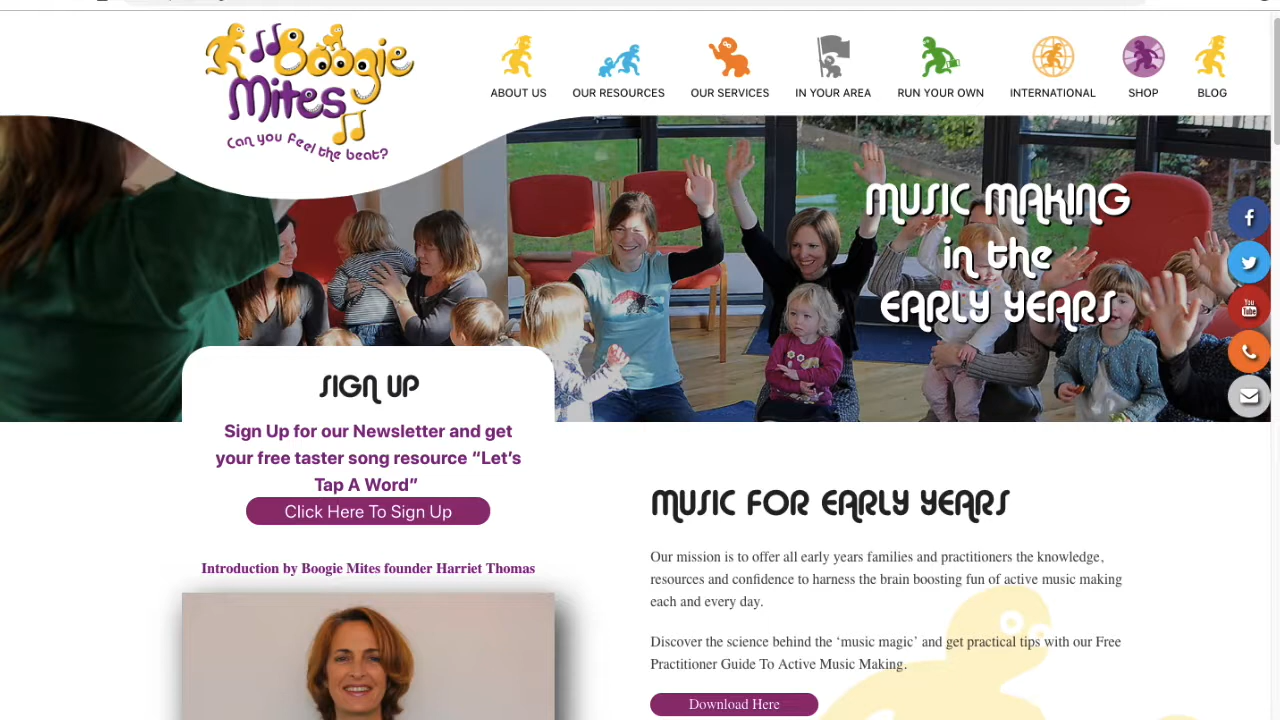 Boogie
Mites
Can you feel the beat?
ABOUT US
OUR RESOURCES
OUR SERVICES
IN YOUR AREA
RUN YOUR OWN
INTERNATIONAL
SHOP
BLOG
MUSIC MAKING
in the
EARLY YEARS
You
Tube
SIGN UP
Sign Up for our Newsletter and get
your free taster song resource “Let’s
Tap A Word”
Click Here To Sign Up
Introduction by Boogie Mites founder Harriet Thomas
MUSIC FOR EARLY YEARS
Our mission is to offer all early years families and practitioners the knowledge,
resources and confidence to harness the brain boosting fun of active music making
each and every day.
Discover the science behind the ‘music magic’ and get practical tips with our Free
Practitioner Guide To Active Music Making.
Download Here